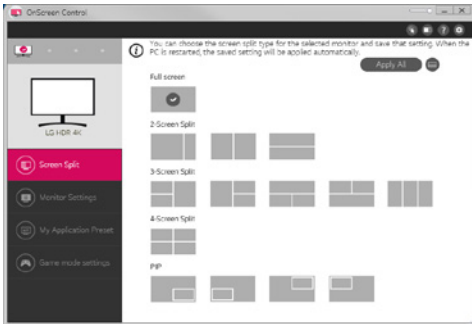 OnScreen Control
You can choose the screen split type for the selected monitor and save that setting. When the
PC is restarted, the saved setting will be applied automatically.
Apply All
Full screen
LG HDR 4K
2-Screen Split
Screen Split
3-Screen Split
Monitor Settings
4-Screen Split
My Application Preset
Game mode settings
PIP